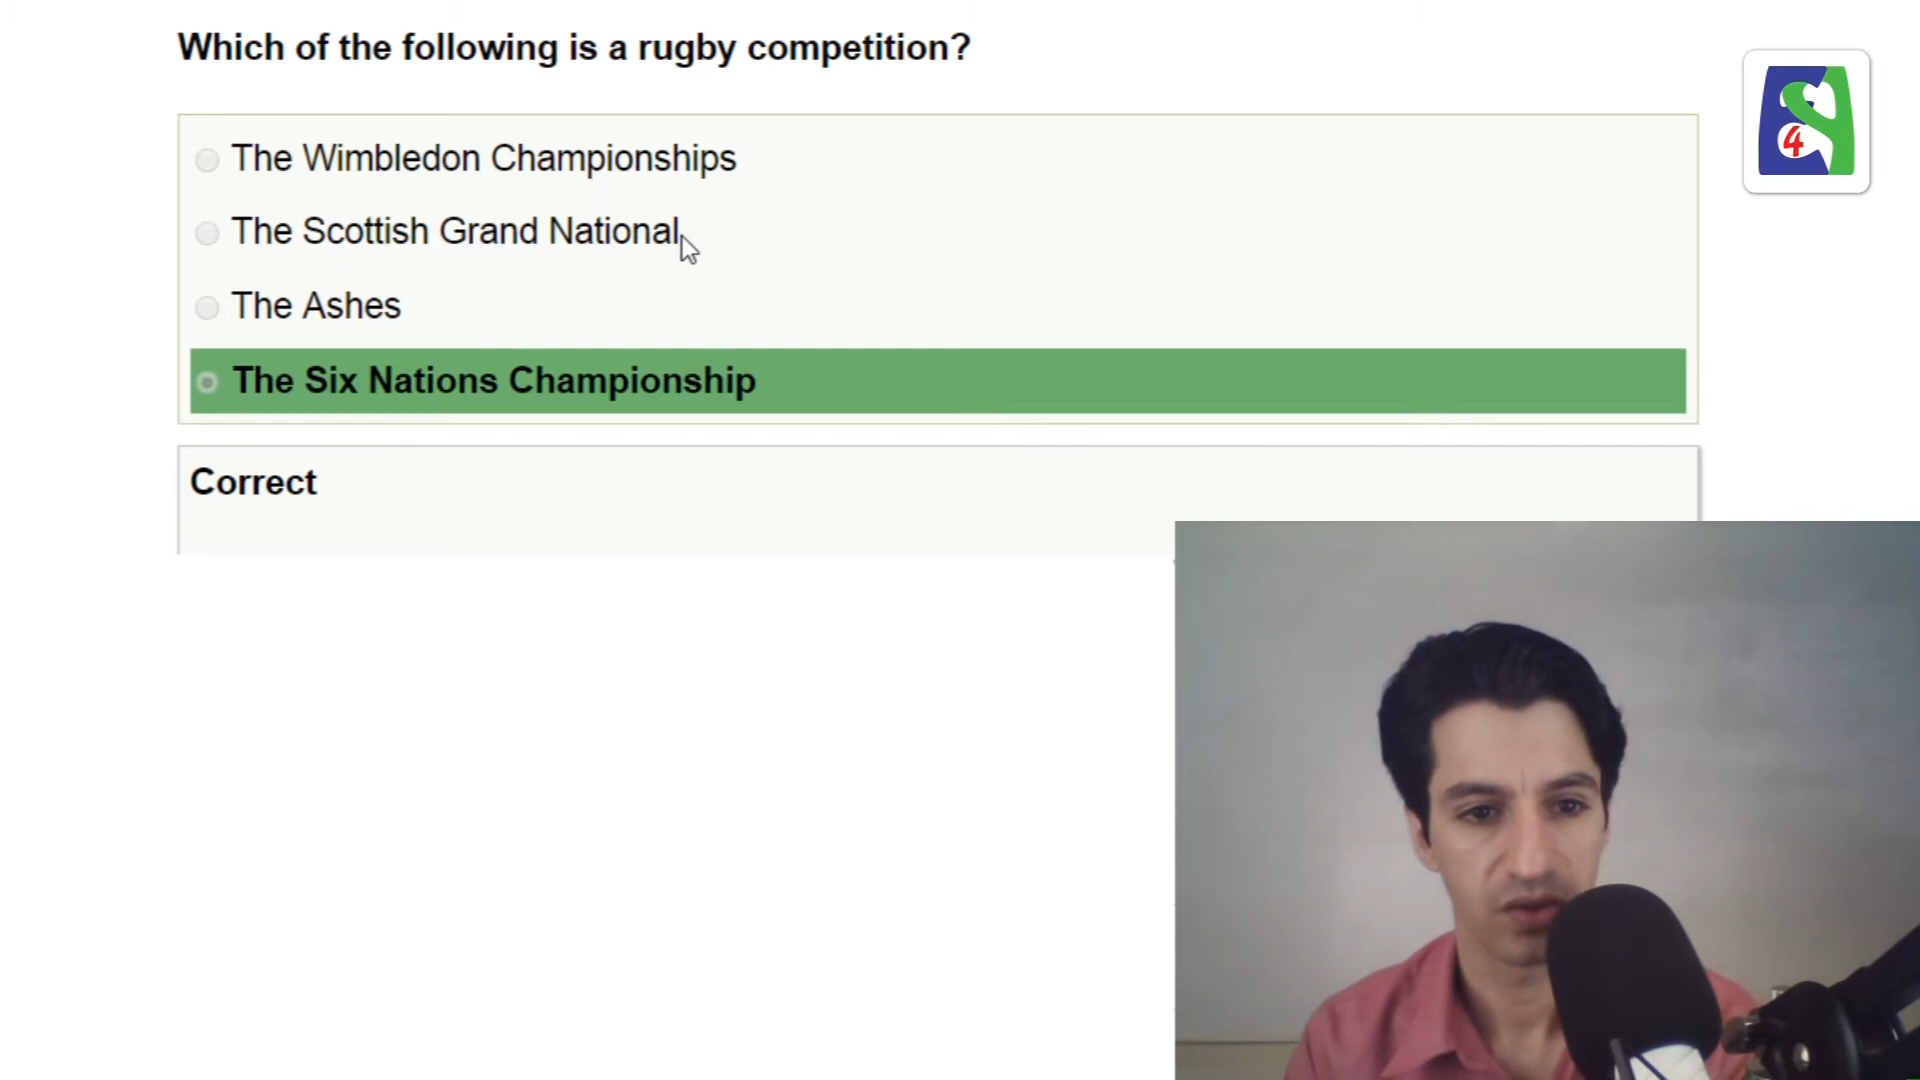 Which of the following is a rugby competition?
The Wimbledon Championships
The Scottish Grand National
The Ashes
The Six Nations Championship
Correct
4